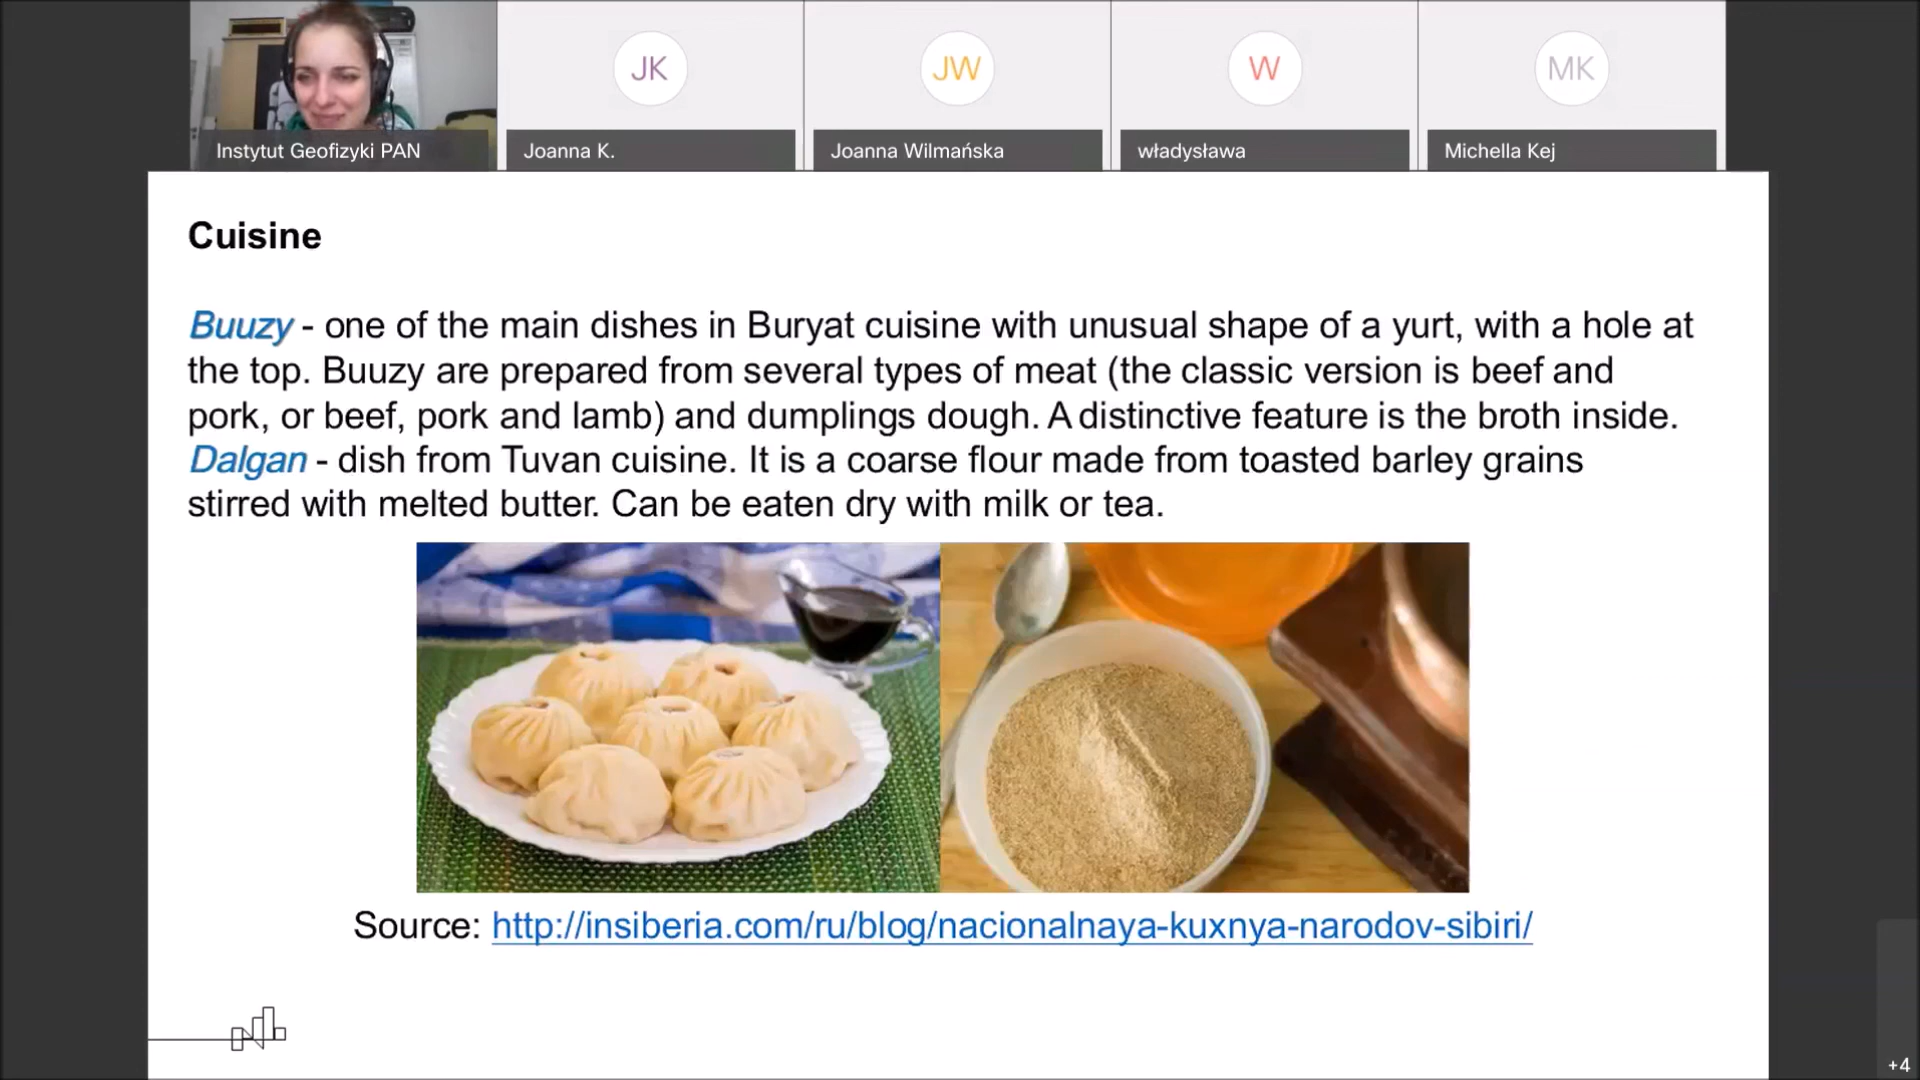 JK
JW
W
MK
Instytut Geofizyki PAN
Joanna K.
Joanna Wilmańska
władysława
Michella Kej
Cuisine
Buuzy - one of the main dishes in Buryat cuisine with unusual shape of a yurt, with a hole at
the top. Buuzy are prepared from several types of meat (the classic version is beef and
pork, or beef, pork and lamb) and dumplings dough. A distinctive feature is the broth inside.
Dalgan - dish from Tuvan cuisine. It is a coarse flour made from toasted barley grains
stirred with melted butter. Can be eaten dry with milk or tea.
Source: http://insiberia.com/ru/blog/nacionalnaya-kuxnya-narodov-sibiri/
+4